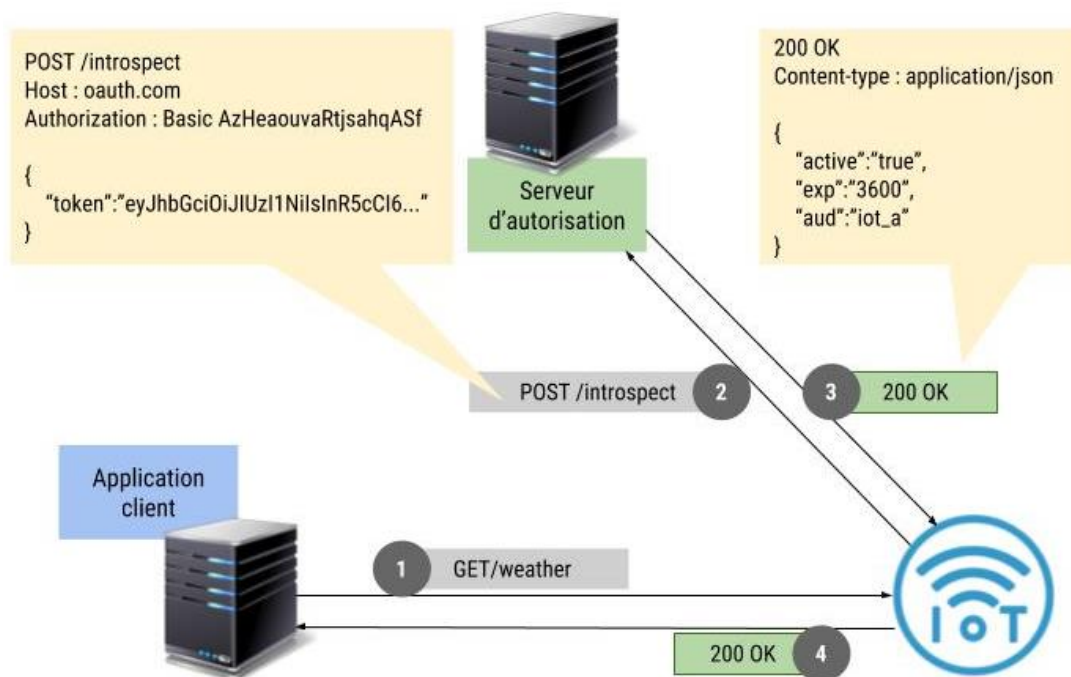 POST /introspect
Host : oauth.com
Authorization : Basic AzHeaouvaRtjsahqASf
{
“token”:”eyJhbGciOiJIUzI1NiIsInR5cCI6...”
}
Serveur
d’autorisation
200 OK
Content-type : application/json
{
“active”:”true”,
“exp”:”3600”,
“aud”:”iot_a”
}
POST /introspect
2
3
200 OK
Application
client
1
GET/weather
IoT
200 OK
4